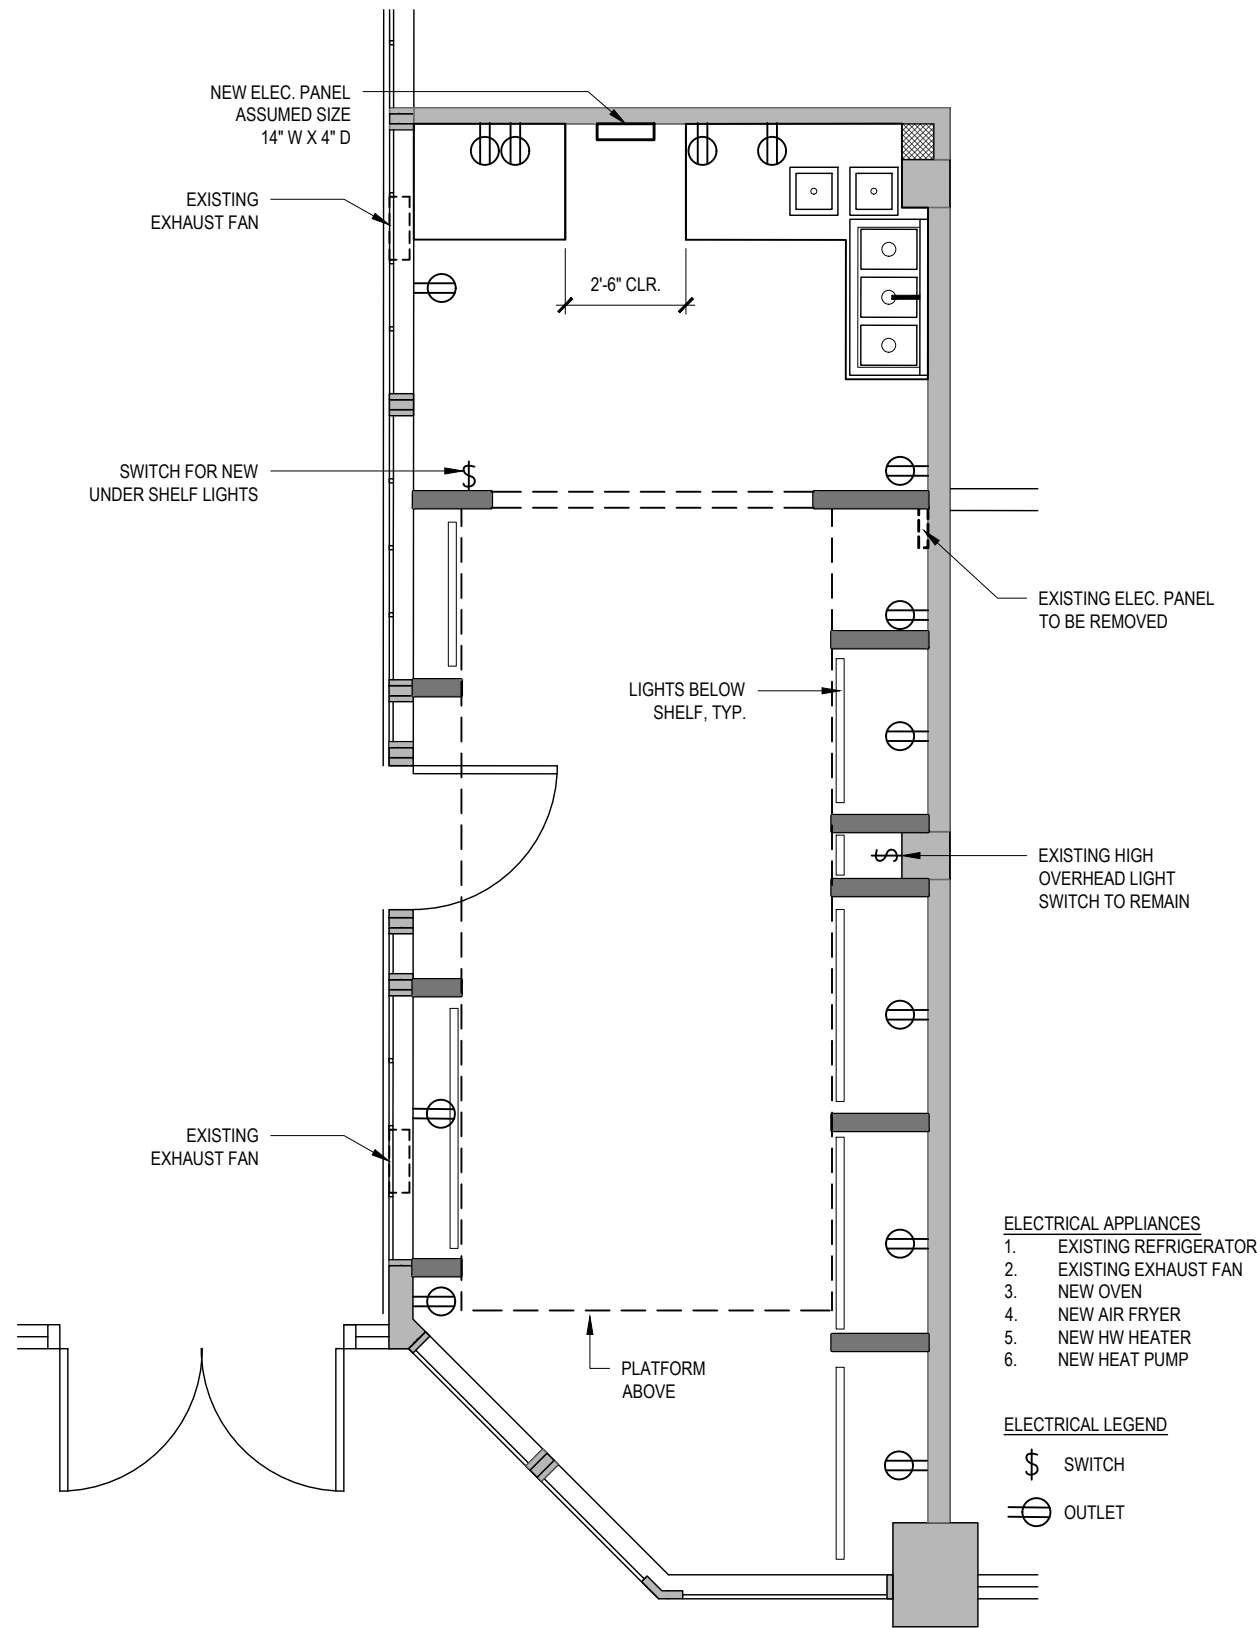 NEW ELEC. PANEL
ASSUMED SIZE
14" W X 4" D
EXISTING
EXHAUST FAN
2'-6" CLR.
SWITCH FOR NEW
UNDER SHELF LIGHTS
$
EXISTING ELEC. PANEL
TO BE REMOVED
LIGHTS BELOW
SHELF, TYP.
$
EXISTING HIGH
OVERHEAD LIGHT
SWITCH TO REMAIN
EXISTING
EXHAUST FAN
PLATFORM
ABOVE
ELECTRICAL APPLIANCES
1. EXISTING REFRIGERATOR
2. EXISTING EXHAUST FAN
3. NEW OVEN
4. NEW AIR FRYER
5. NEW HW HEATER
6. NEW HEAT PUMP
ELECTRICAL LEGEND
$ SWITCH
OUTLET